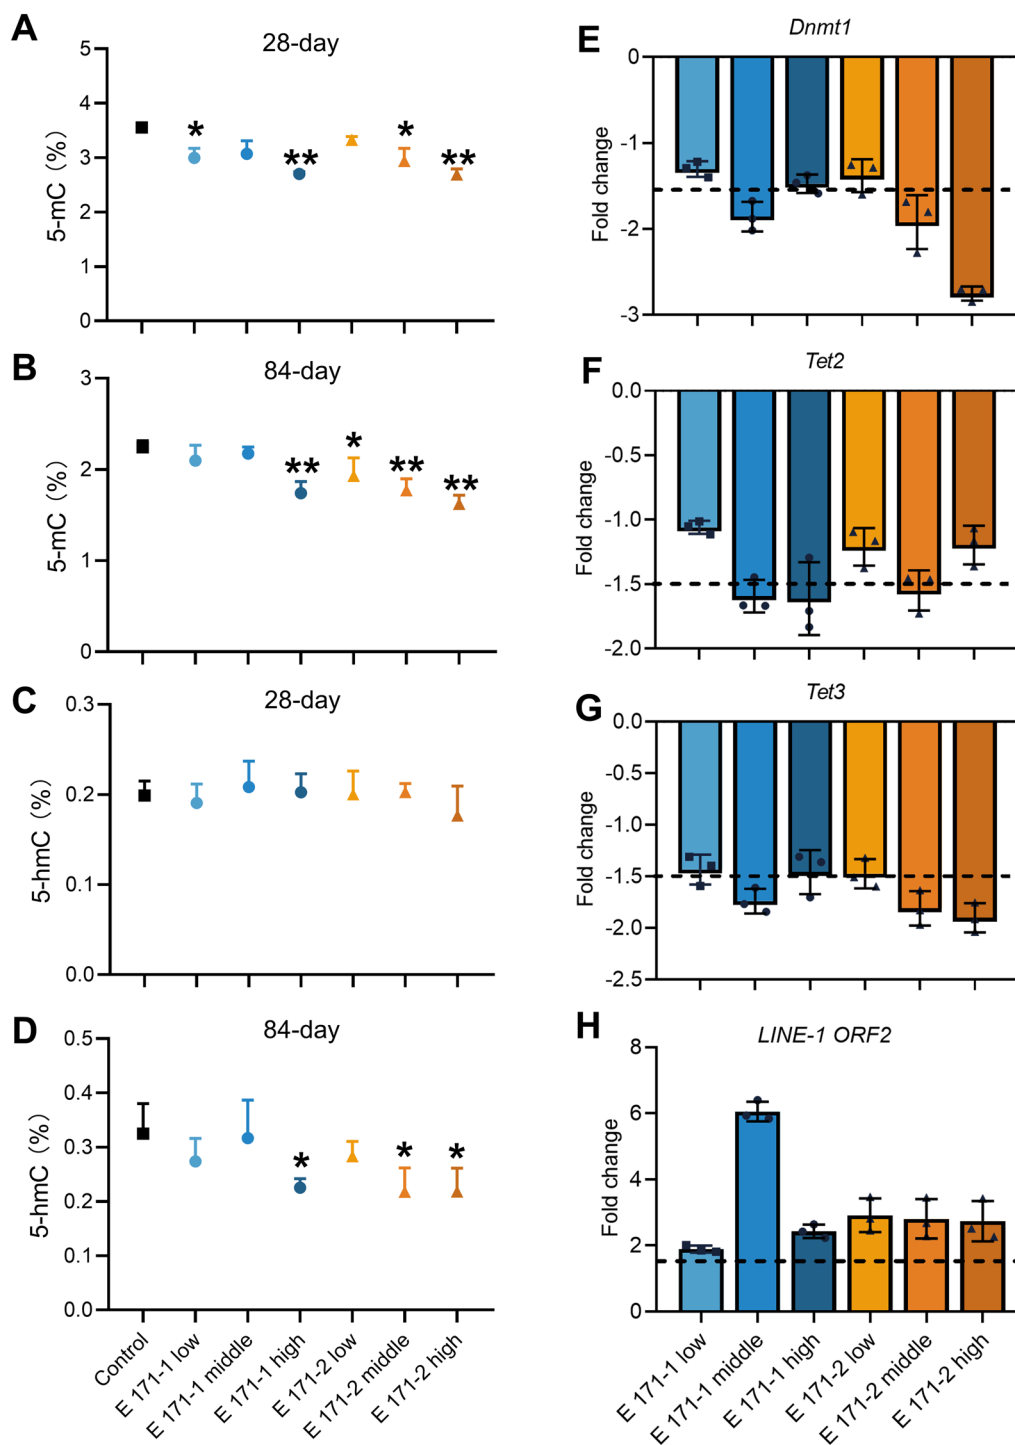 A
28-day
5-mC (%)
5
4
3
2
1
0
*
**
*
**
B
84-day
5-mC (%)
3
2
1
0
**
*
**
**
C
28-day
5-hmC (%)
0.3
0.2
0.1
0.0
D
84-day
5-hmC (%)
0.5
0.4
0.3
0.2
0.1
0.0
*
*
*
Control
E 171-1 low
E 171-1 middle
E 171-1 high
E 171-2 low
E 171-2 middle
E 171-2 high
E
Dnmt1
Fold change
0
-1
-2
-3
F
Tet2
Fold change
0.0
-0.5
-1.0
-1.5
-2.0
G
Tet3
Fold change
0.0
-0.5
-1.0
-1.5
-2.0
-2.5
H
LINE-1 ORF2
Fold change
8
6
4
2
0
E 171-1 low
E 171-1 middle
E 171-1 high
E 171-2 low
E 171-2 middle
E 171-2 high